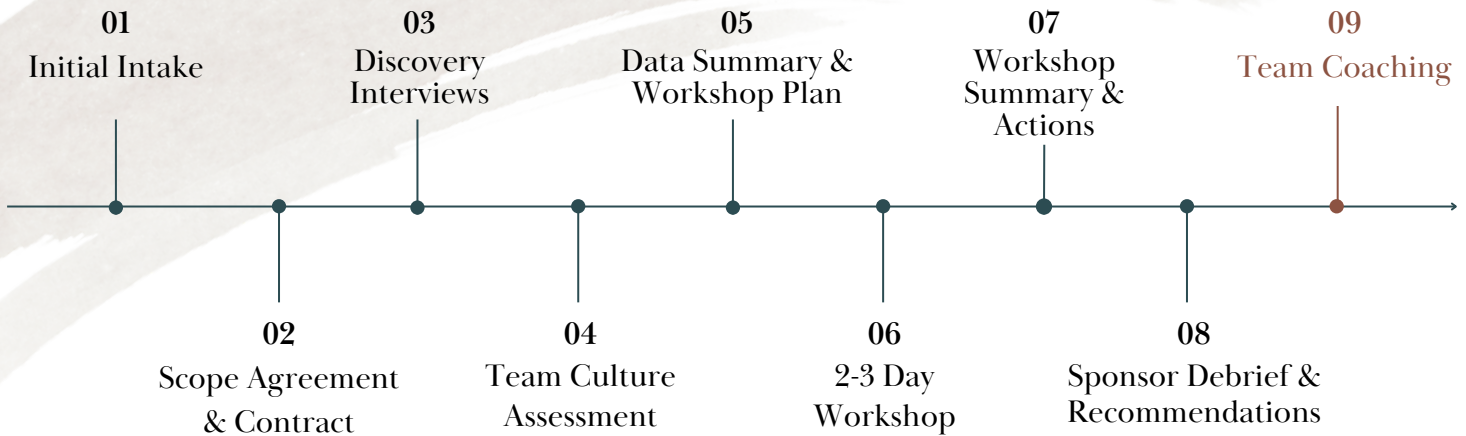 01
Initial Intake
02
Scope Agreement
& Contract
03
Discovery
Interviews
04
Team Culture
Assessment
05
Data Summary &
Workshop Plan
06
2-3 Day
Workshop
07
Workshop
Summary &
Actions
08
Sponsor Debrief &
Recommendations
09
Team Coaching